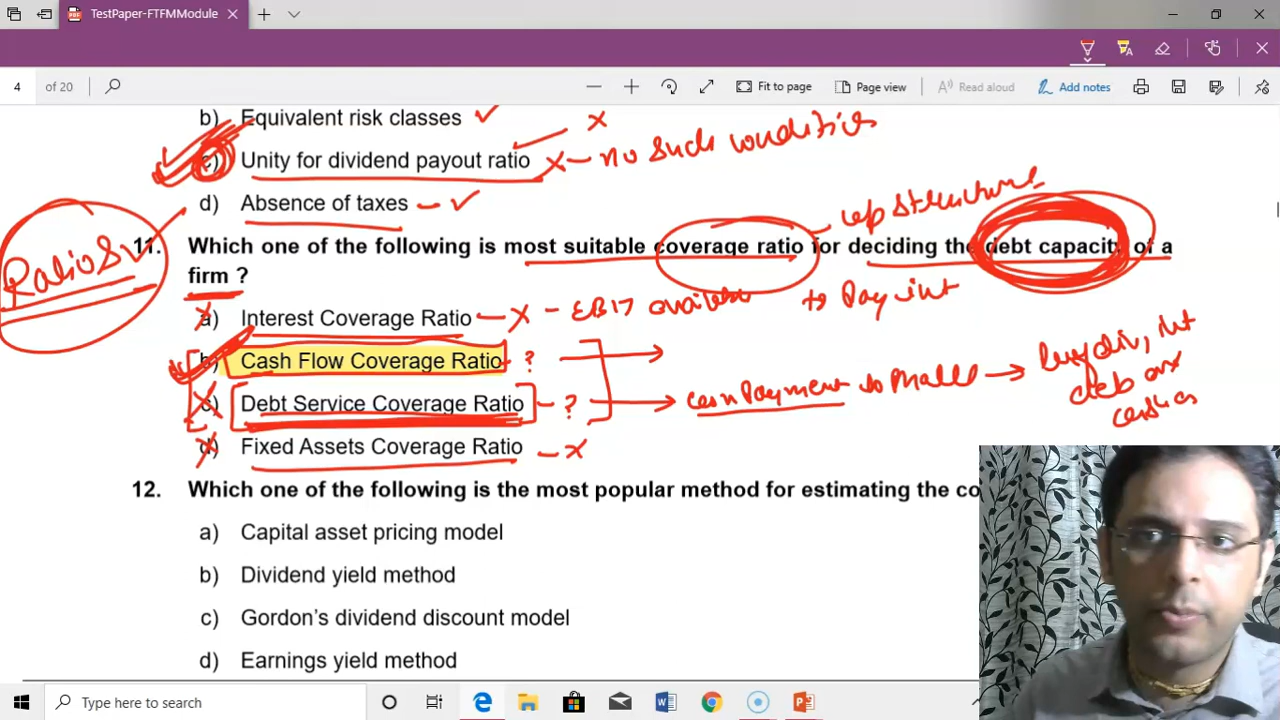 TestPaper-FTFMModule
4 of 20
Fit to page
Page view
Read aloud
Add notes
b) Equivalent risk classes
x
c) Unity for dividend payout ratio x - no such condition
d) Absence of taxes
Ratios
cap structure
11. Which one of the following is most suitable coverage ratio for deciding the debt capacity of a
firm ?
a) Interest Coverage Ratio - x - EBIT available to Pay int
b) Cash Flow Coverage Ratio ?
c) Debt Service Coverage Ratio - ? cash Payment
d) Fixed Assets Coverage Ratio - x
12. Which one of the following is the most popular method for estimating the co
a) Capital asset pricing model
b) Dividend yield method
c) Gordon's dividend discount model
d) Earnings yield method
Type here to search